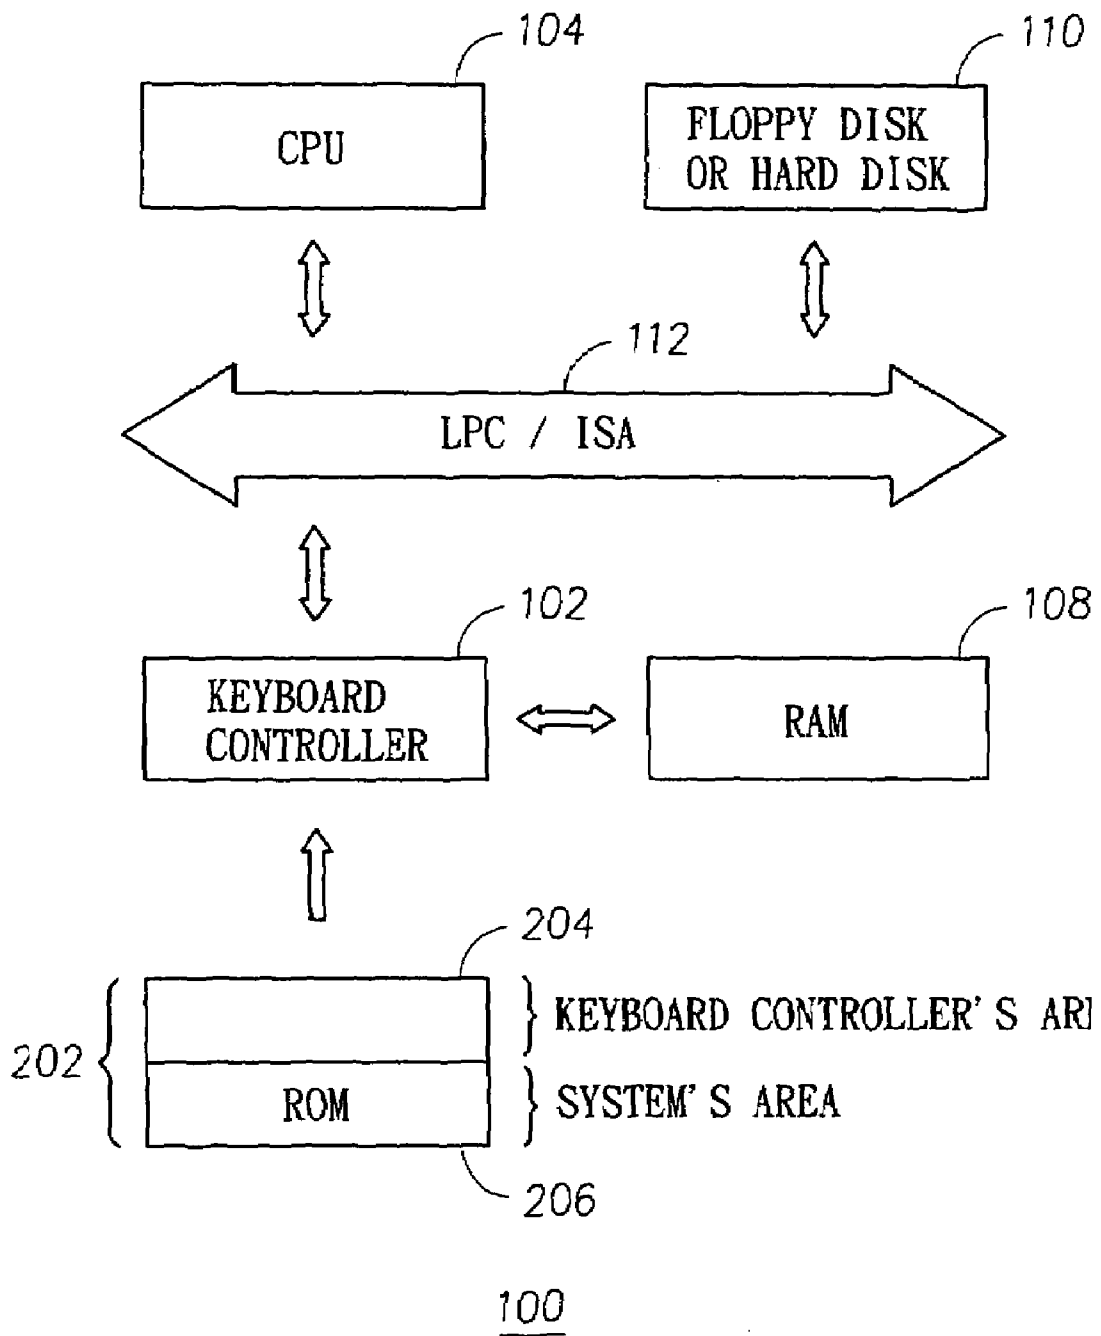 104
110
CPU
FLOPPY DISK
OR HARD DISK
112
LPC / ISA
102
108
KEYBOARD
CONTROLLER
RAM
204
KEYBOARD CONTROLLER'S
202
ROM
SYSTEM'S AREA
206
100